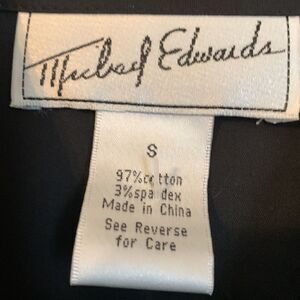 Michael Edwards
S
97%cotton
3%spandex
Made in China
See Reverse
for Care